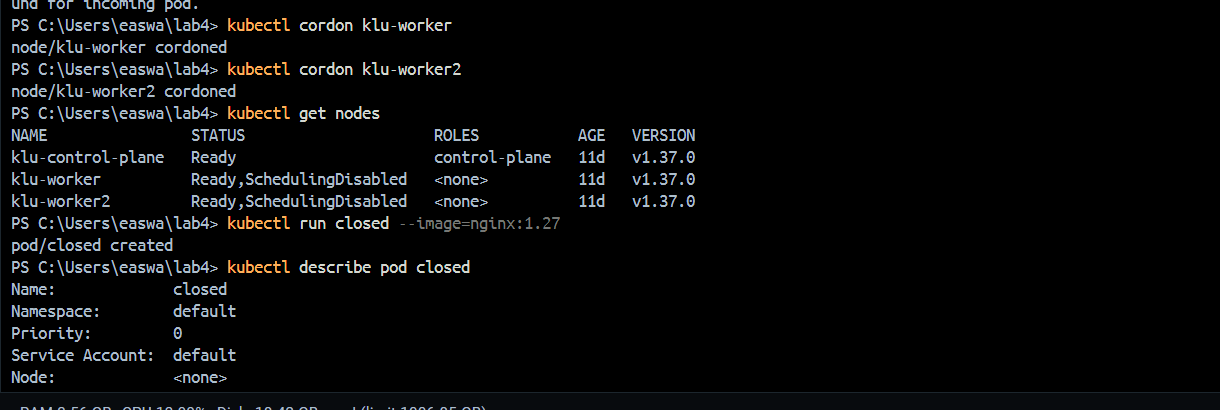 und for incoming pod.
PS C:\Users\easwa\lab4> kubectl cordon klu-worker
node/klu-worker cordoned
PS C:\Users\easwa\lab4> kubectl cordon klu-worker2
node/klu-worker2 cordoned
PS C:\Users\easwa\lab4> kubectl get nodes
NAME                STATUS                     ROLES           AGE   VERSION
klu-control-plane   Ready                      control-plane   11d   v1.37.0
klu-worker          Ready,SchedulingDisabled   <none>          11d   v1.37.0
klu-worker2         Ready,SchedulingDisabled   <none>          11d   v1.37.0
PS C:\Users\easwa\lab4> kubectl run closed --image=nginx:1.27
pod/closed created
PS C:\Users\easwa\lab4> kubectl describe pod closed
Name:             closed
Namespace:        default
Priority:         0
Service Account:  default
Node:             <none>